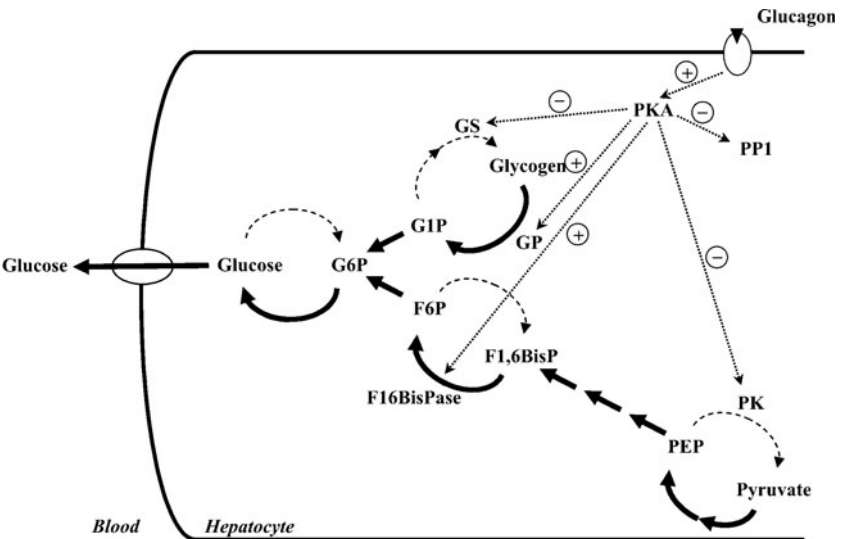 Glucagon
+
PKA
−
−
GS
PP1
Glycogen
+
G1P
GP
+
−
Glucose
Glucose
G6P
F6P
F1,6BisP
F16BisPase
PK
PEP
Pyruvate
Blood
Hepatocyte